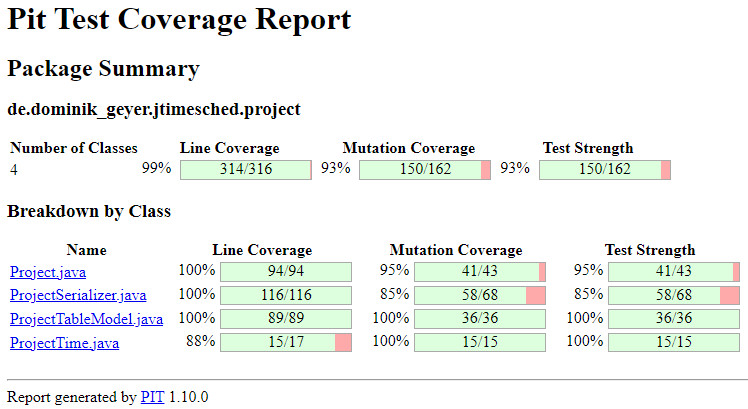 Pit Test Coverage Report
Package Summary
de.dominik_geyer.jtimesched.project
Number of Classes Line Coverage Mutation Coverage Test Strength
4 99% 314/316 93% 150/162 93% 150/162
Breakdown by Class
Name Line Coverage Mutation Coverage Test Strength
Project.java 100% 94/94 95% 41/43 95% 41/43
ProjectSerializer.java 100% 116/116 85% 58/68 85% 58/68
ProjectTableModel.java 100% 89/89 100% 36/36 100% 36/36
ProjectTime.java 88% 15/17 100% 15/15 100% 15/15
Report generated by PIT 1.10.0